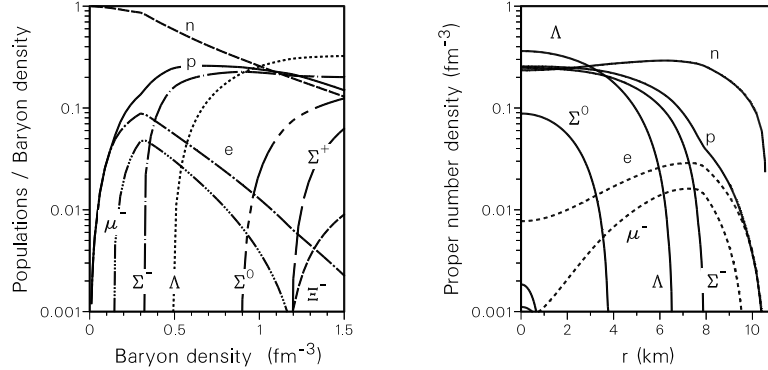 Populations / Baryon density
1
0.1
0.01
0.001
n
p
e
μ⁻
Σ⁻
Λ
Σ⁰
Σ⁺
Ξ⁻
0 0.5 1 1.5
Baryon density (fm⁻³)
Proper number density (fm⁻³)
1
0.1
0.01
0.001
Λ
n
Σ⁰
p
e
μ⁻
Λ
Σ⁻
0 2 4 6 8 10
r (km)